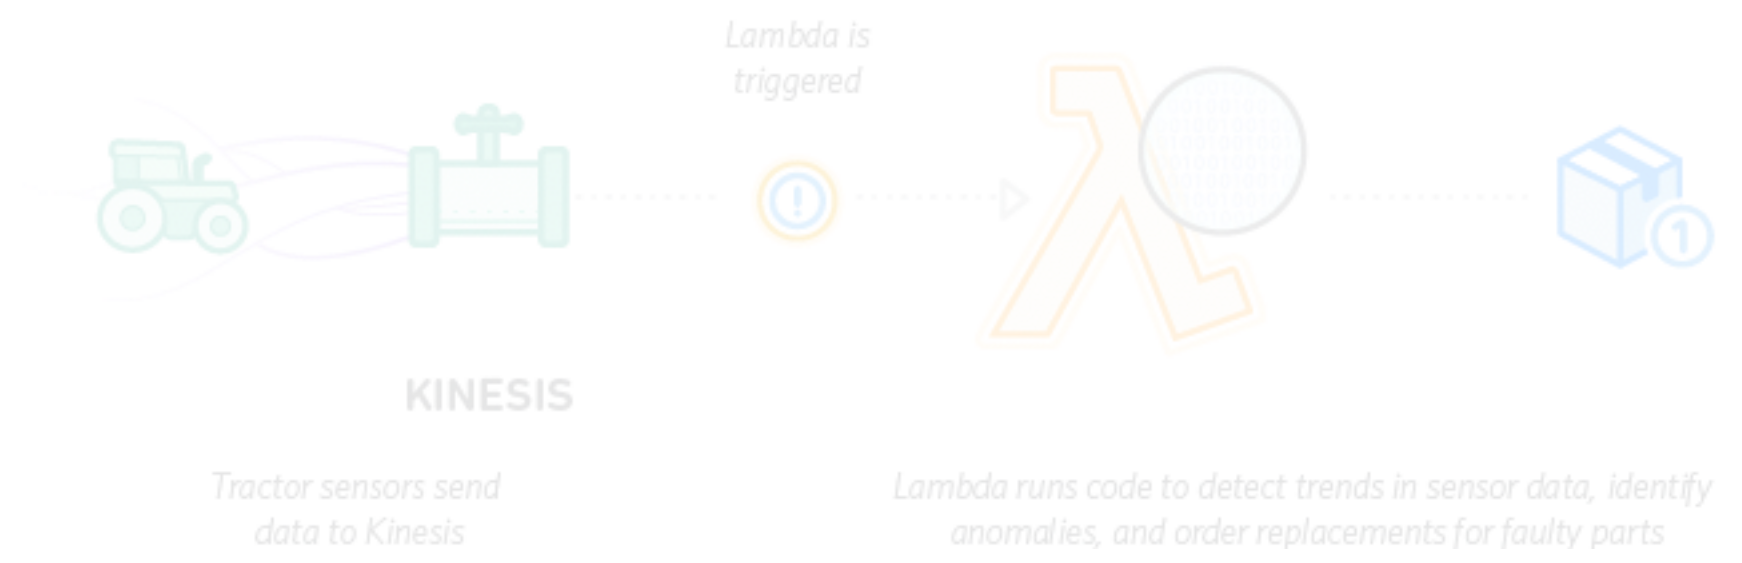 Lambda is
triggered
KINESIS
Tractor sensors send
data to Kinesis
Lambda runs code to detect trends in sensor data, identify
anomalies, and order replacements for faulty parts
1